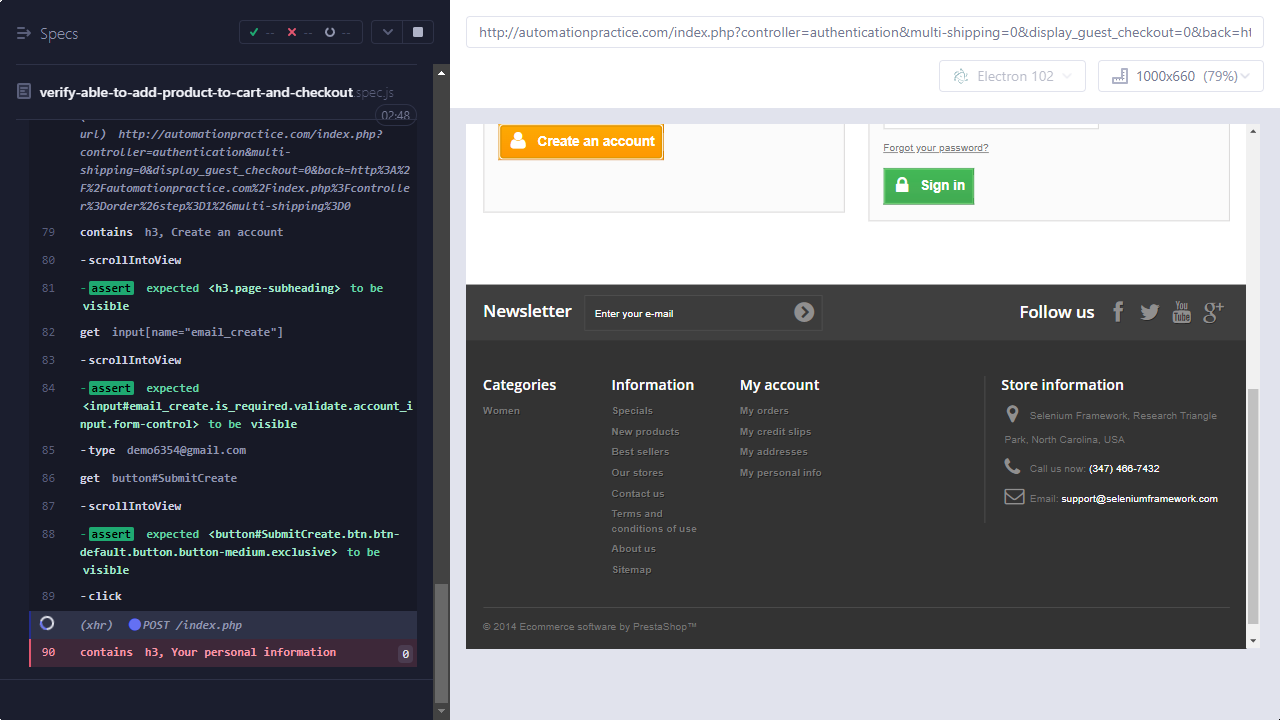 Specs
-- -- --
verify-able-to-add-product-to-cart-and-checkout.spec.js
02:48
url) http://automationpractice.com/index.php?
controller=authentication&multi-
shipping=0&display_guest_checkout=0&back=http%3A%2
F%2Fautomationpractice.com%2Findex.php%3Fcontrolle
r%3Dorder%26step%3D1%26multi-shipping%3D0
79 contains h3, Create an account
80 -scrollIntoView
81 -assert expected <h3.page-subheading> to be
visible
82 get input[name="email_create"]
83 -scrollIntoView
84 -assert expected
<input#email_create.is_required.validate.account_i
nput.form-control> to be visible
85 -type demo6354@gmail.com
86 get button#SubmitCreate
87 -scrollIntoView
88 -assert expected <button#SubmitCreate.btn.btn-
default.button.button-medium.exclusive> to be
visible
89 -click
(xhr) POST /index.php
90 contains h3, Your personal information 0
http://automationpractice.com/index.php?controller=authentication&multi-shipping=0&display_guest_checkout=0&back=ht
Electron 102
1000x660 (79%)
Create an account
Forgot your password?
Sign in
Newsletter
Enter your e-mail
Follow us
You
Tube
g+
Categories
Women
Information
Specials
New products
Best sellers
Our stores
Contact us
Terms and
conditions of use
About us
Sitemap
My account
My orders
My credit slips
My addresses
My personal info
Store information
Selenium Framework, Research Triangle
Park, North Carolina, USA
Call us now: (347) 466-7432
Email: support@seleniumframework.com
© 2014 Ecommerce software by PrestaShop™